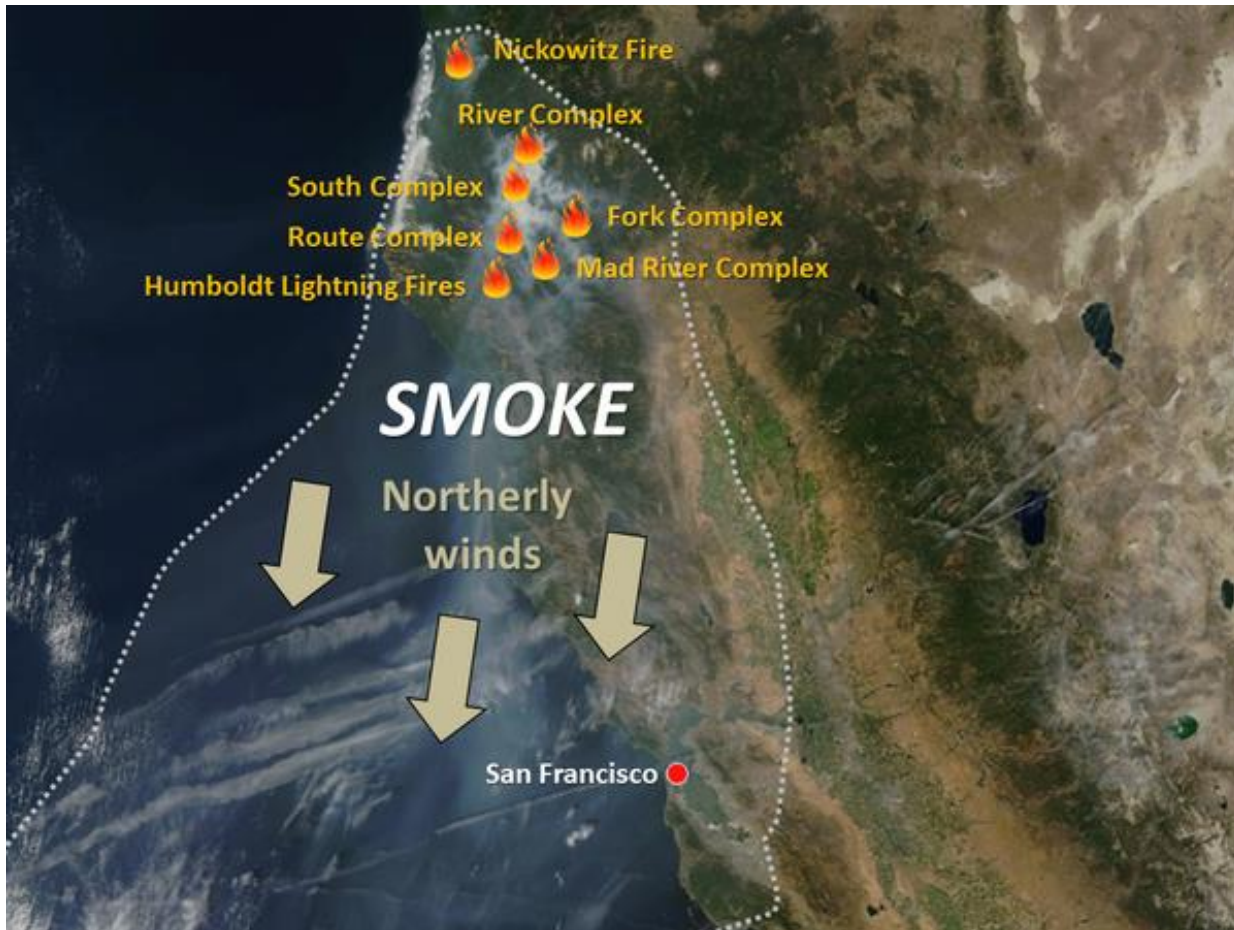 Nickowitz Fire
River Complex
South Complex
Fork Complex
Route Complex
Mad River Complex
Humboldt Lightning Fires
SMOKE
Northerly
winds
San Francisco